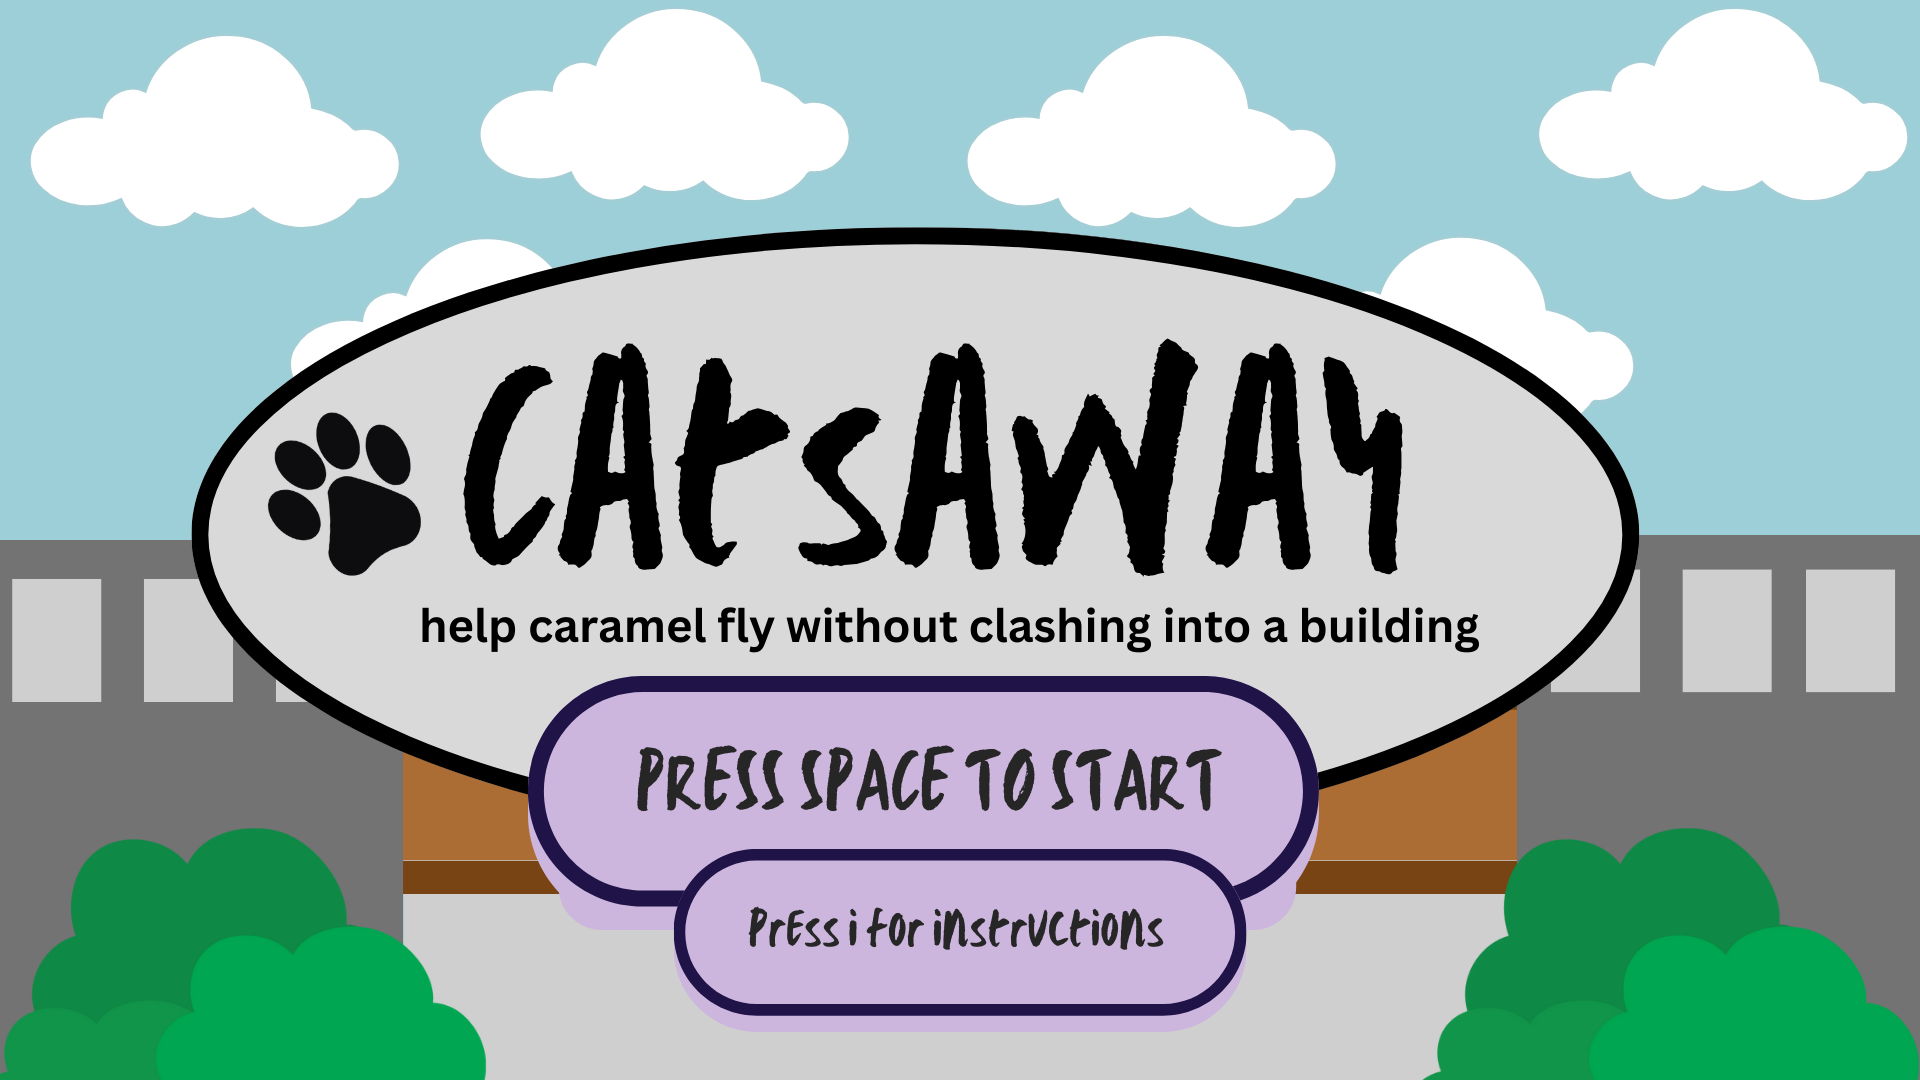 CAtsAWAY
help caramel fly without clashing into a building
PRESS SPACE TO START
PrEss i for iNstrUCtioNs